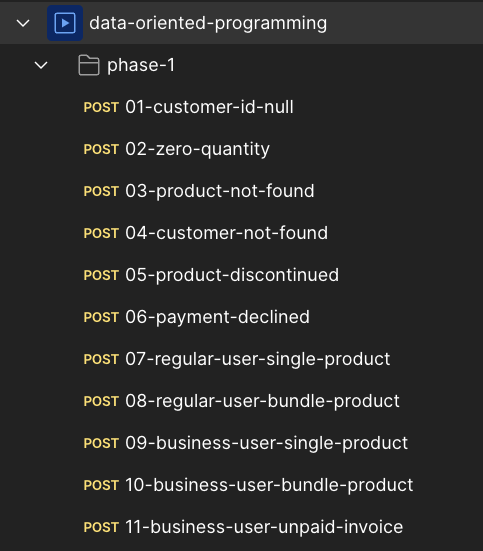 data-oriented-programming
phase-1
POST 01-customer-id-null
POST 02-zero-quantity
POST 03-product-not-found
POST 04-customer-not-found
POST 05-product-discontinued
POST 06-payment-declined
POST 07-regular-user-single-product
POST 08-regular-user-bundle-product
POST 09-business-user-single-product
POST 10-business-user-bundle-product
POST 11-business-user-unpaid-invoice